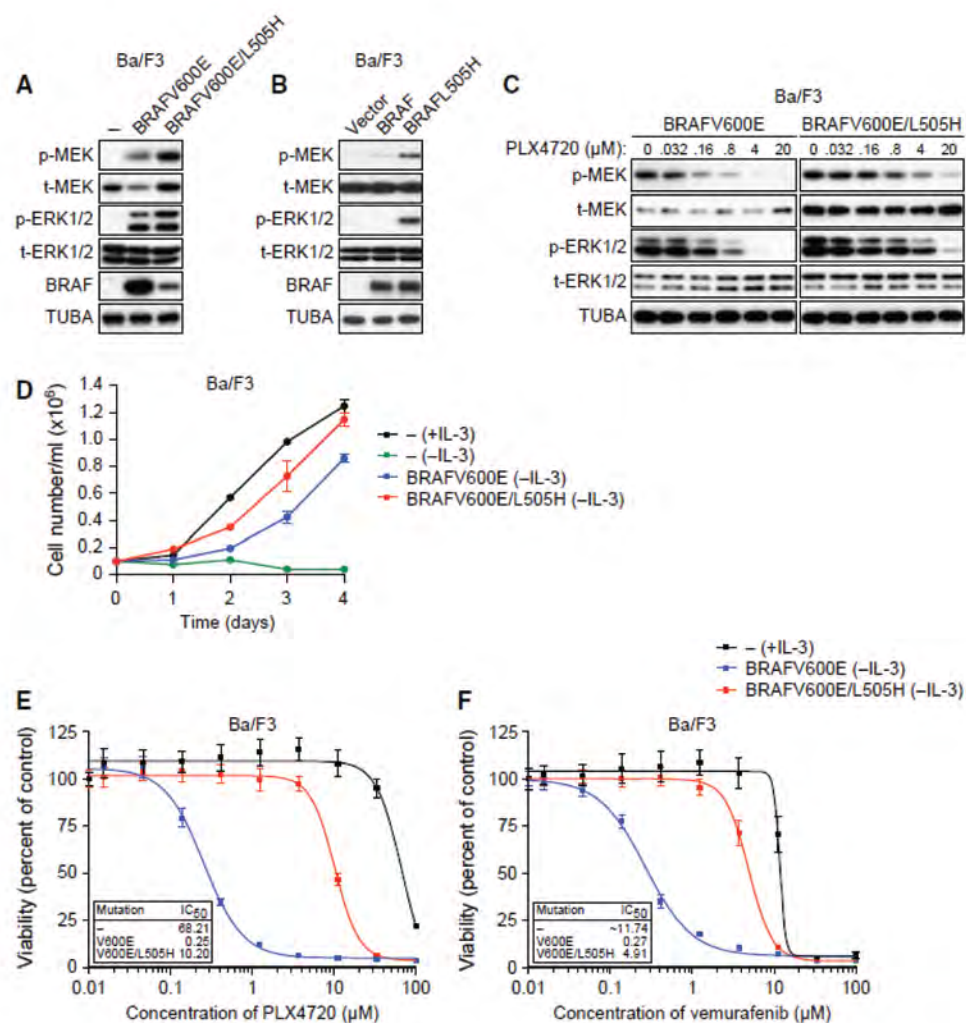 A
Ba/F3
–
BRAFV600E
BRAFV600E/L505H
p-MEK
t-MEK
p-ERK1/2
t-ERK1/2
BRAF
TUBA
B
Ba/F3
Vector
BRAF
BRAFL505H
p-MEK
t-MEK
p-ERK1/2
t-ERK1/2
BRAF
TUBA
C
Ba/F3
BRAFV600E BRAFV600E/L505H
PLX4720 (µM): 0 .032 .16 .8 4 20 0 .032 .16 .8 4 20
p-MEK
t-MEK
p-ERK1/2
t-ERK1/2
TUBA
D
Ba/F3
Cell number/ml (x10⁶)
1.4
1.2
1.0
0.8
0.6
0.4
0.2
0
0 1 2 3 4
Time (days)
– (+IL-3)
– (–IL-3)
BRAFV600E (–IL-3)
BRAFV600E/L505H (–IL-3)
– (+IL-3)
BRAFV600E (–IL-3)
BRAFV600E/L505H (–IL-3)
E
Ba/F3
Viability (percent of control)
125
100
75
50
25
0
Mutation IC50
– 68.21
V600E 0.25
V600E/L505H 10.20
0.01 0.1 1 10 100
Concentration of PLX4720 (µM)
F
Ba/F3
Viability (percent of control)
125
100
75
50
25
0
Mutation IC50
– ~11.74
V600E 0.27
V600E/L505H 4.91
0.01 0.1 1 10 100
Concentration of vemurafenib (µM)